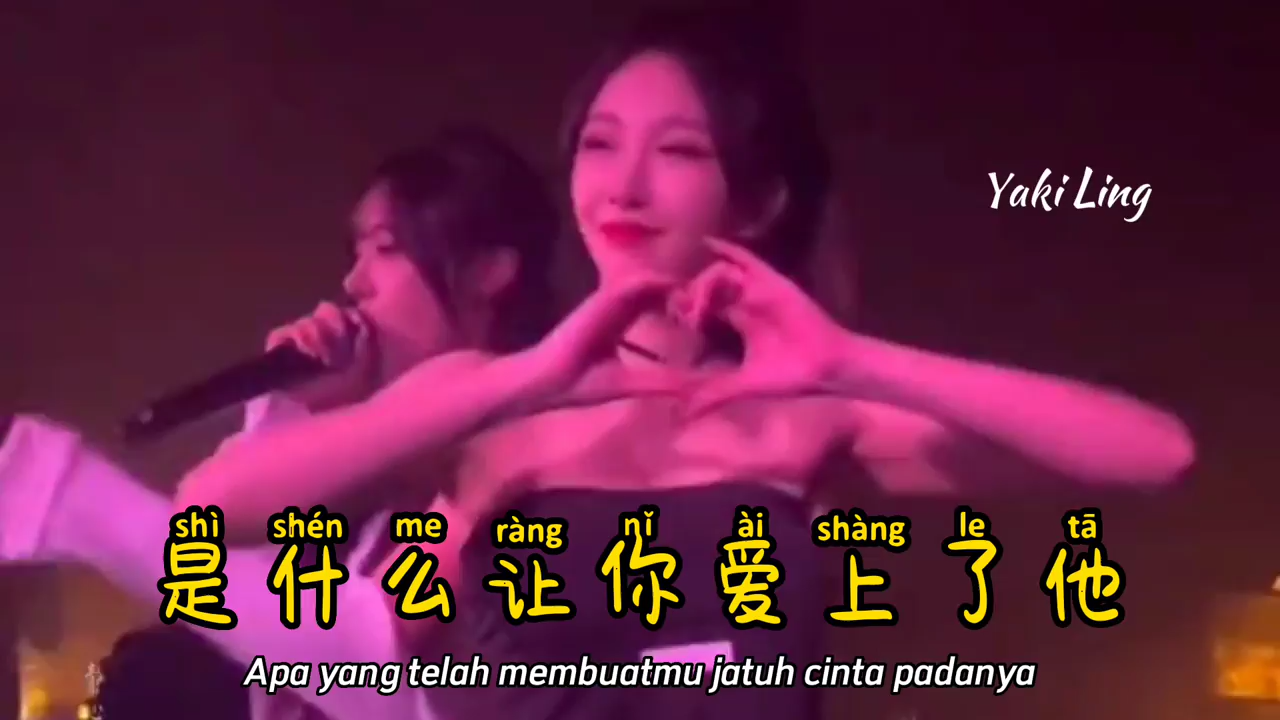 Yaki Ling
shì shén me ràng nǐ ài shàng le tā
是什么让你爱上了他
Apa yang telah membuatmu jatuh cinta padanya